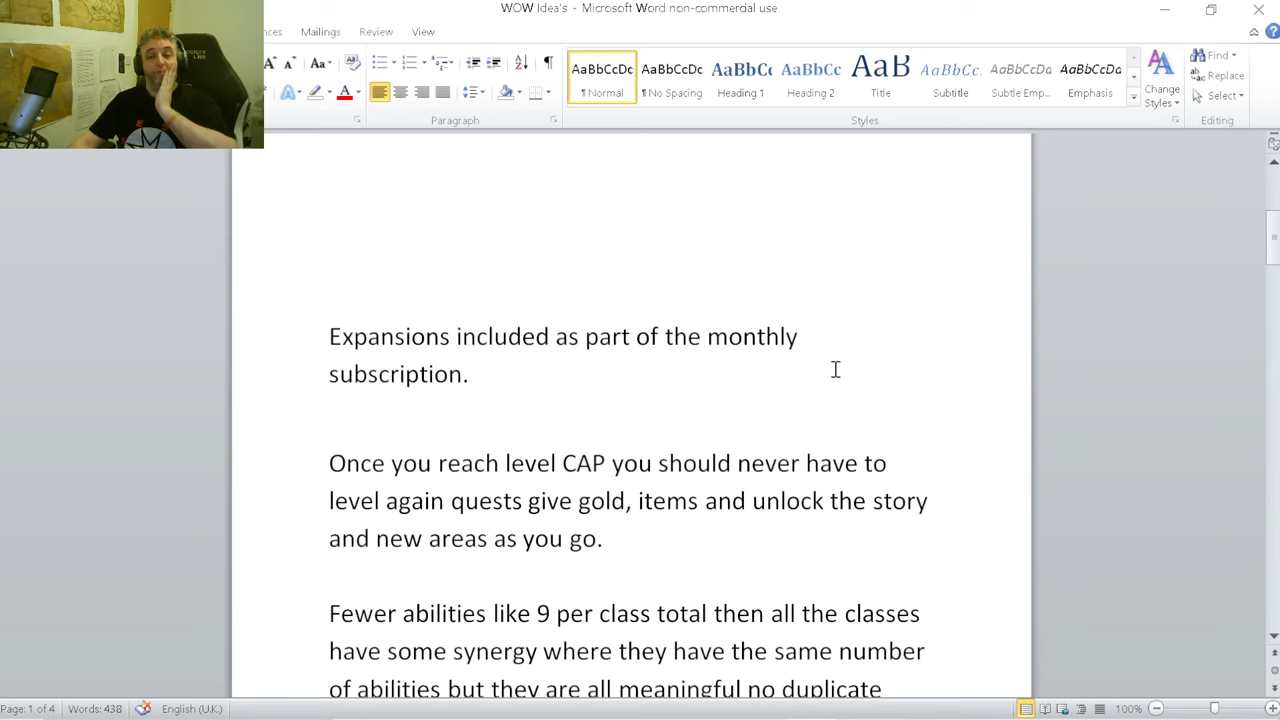 WOW Idea's - Microsoft Word non-commercial use
Mailings Review View
Aa
AaBbCcDc AaBbCcDc AaBbC AaBbCc AaB AaBbCc. AaBbCcDc AaBbCcDc
¶ Normal ¶ No Spacing Heading 1 Heading 2 Title Subtitle Subtle Emp... Emphasis
Change Styles
Find
Replace
Select
Paragraph Styles Editing
Expansions included as part of the monthly
subscription.
Once you reach level CAP you should never have to
level again quests give gold, items and unlock the story
and new areas as you go.
Fewer abilities like 9 per class total then all the classes
have some synergy where they have the same number
of abilities but they are all meaningful no duplicate
Page: 1 of 4 Words: 438 English (U.K.) 100%